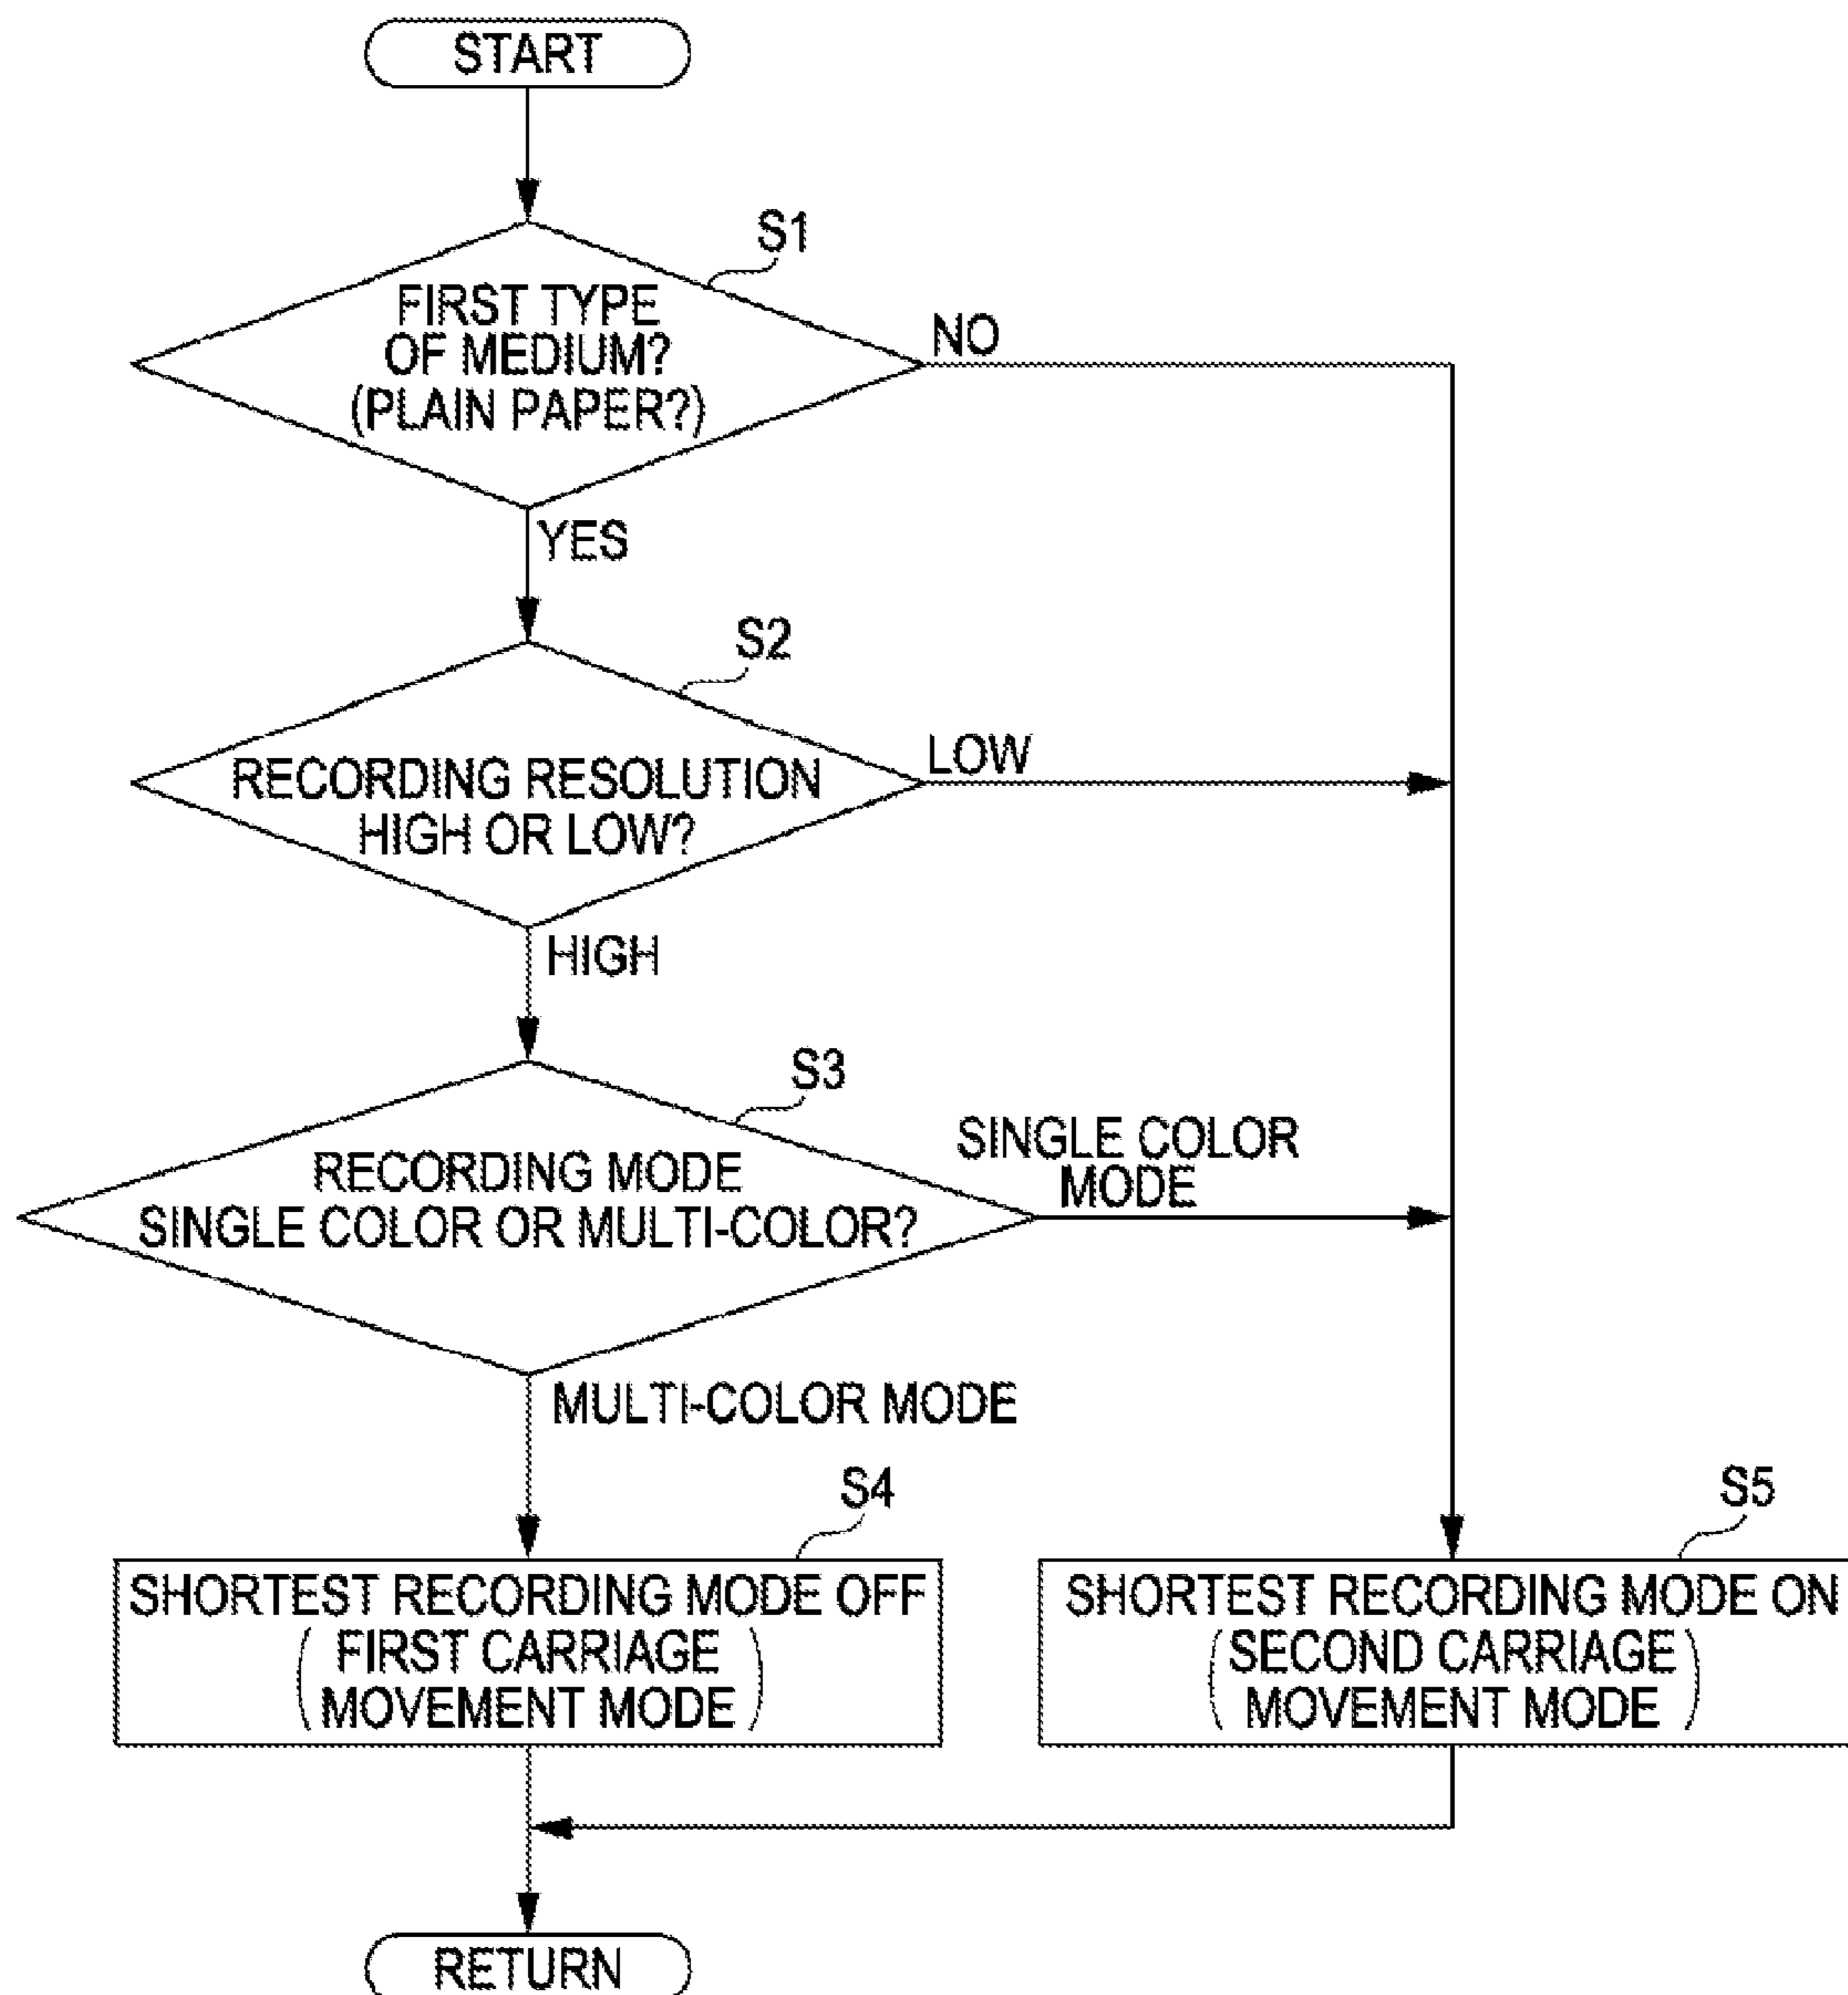 START
S1
FIRST TYPE
OF MEDIUM?
(PLAIN PAPER?)
NO
YES
S2
RECORDING RESOLUTION
HIGH OR LOW?
LOW
HIGH
S3
RECORDING MODE
SINGLE COLOR OR MULTI-COLOR?
SINGLE COLOR
MODE
MULTI-COLOR MODE
S4
SHORTEST RECORDING MODE OFF
( FIRST CARRIAGE
MOVEMENT MODE )
S5
SHORTEST RECORDING MODE ON
( SECOND CARRIAGE
MOVEMENT MODE )
RETURN